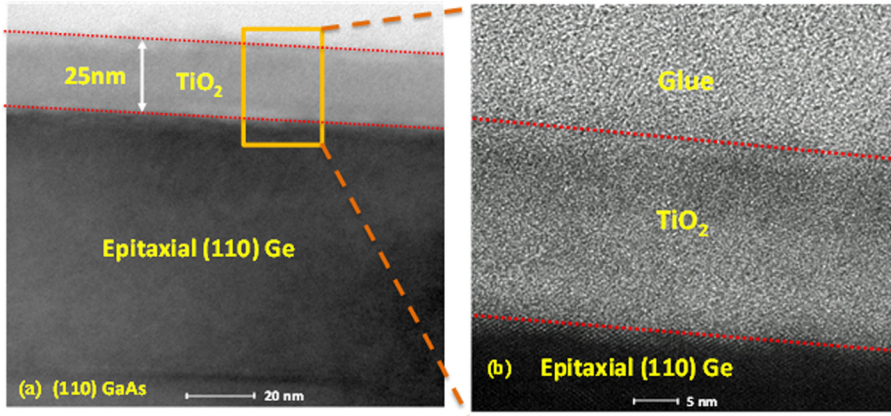 25nm
TiO₂
Epitaxial (110) Ge
(a) (110) GaAs
20 nm
Glue
TiO₂
Epitaxial (110) Ge
(b)
5 nm